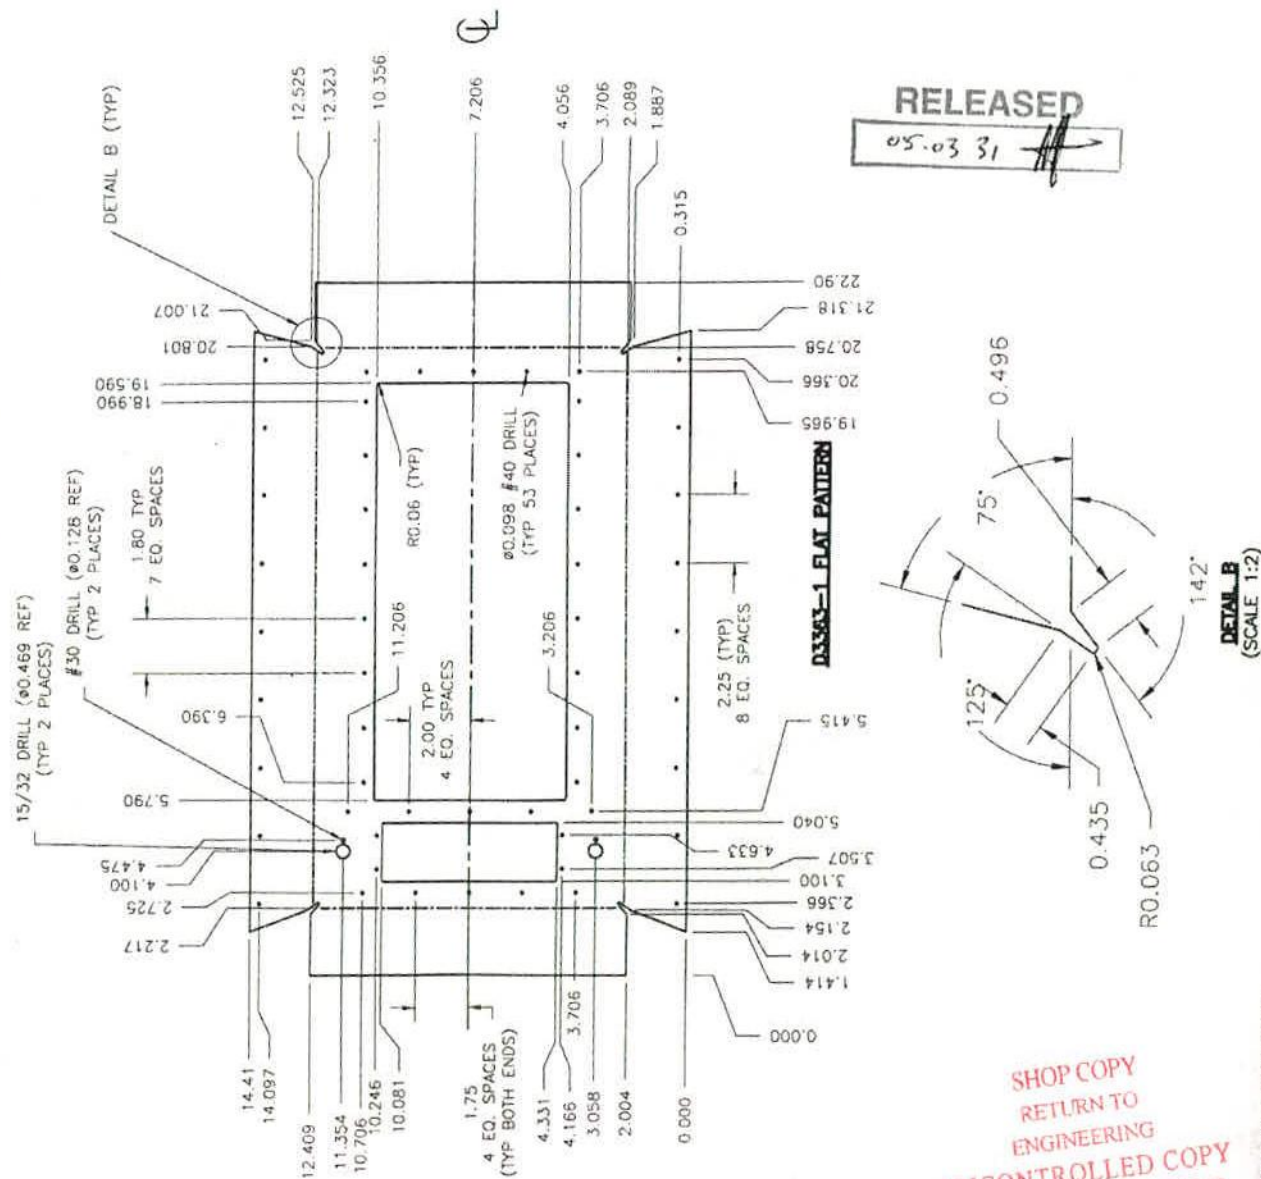 ℄
DETAIL B (TYP)
12.525
12.323
10.356
7.206
4.056
3.706
2.089
1.887
0.315
RELEASED
05.03 31
15/32 DRILL (ø0.469 REF)
(TYP 2 PLACES)
#30 DRILL (ø0.128 REF)
(TYP 2 PLACES)
1.80 TYP
7 EQ. SPACES
21.007
20.801
19.590
18.990
6.390
5.790
4.475
4.100
2.725
2.217
R0.06 (TYP)
ø0.098 #40 DRILL
(TYP 53 PLACES)
11.206
2.00 TYP
4 EQ. SPACES
3.206
2.25 (TYP)
8 EQ. SPACES
22.90
21.318
20.758
20.366
19.965
5.415
5.040
4.633
3.507
3.100
2.366
2.154
2.014
1.414
0.000
14.41
14.097
12.409
11.354
10.706
10.246
10.081
1.75
4 EQ. SPACES
(TYP BOTH ENDS)
4.331
4.166
3.706
3.058
2.004
0.000
D3363-1 FLAT PATTERN
0.496
75°
125°
142°
0.435
R0.063
DETAIL B
(SCALE 1:2)
SHOP COPY
RETURN TO
ENGINEERING
CONTROLLED COPY